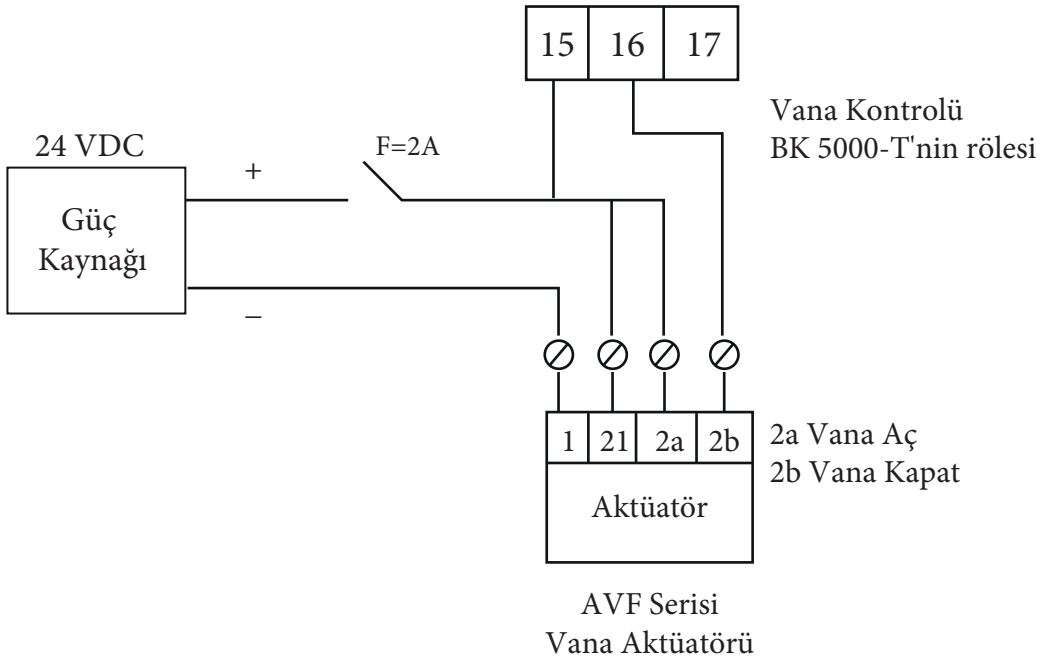 15 16 17
Vana Kontrolü
BK 5000-T'nin rölesi
24 VDC
F=2A
+
Güç
Kaynağı
–
1 21 2a 2b
2a Vana Aç
2b Vana Kapat
Aktüatör
AVF Serisi
Vana Aktüatörü